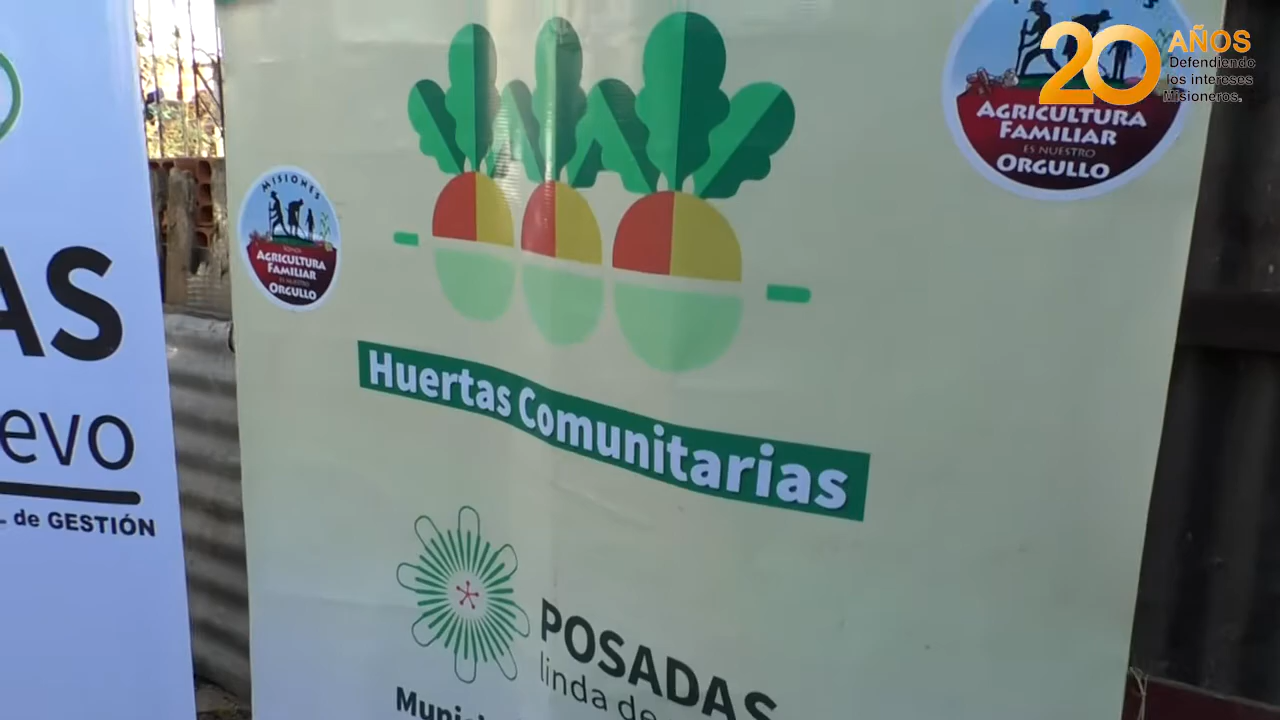 20 AÑOS
Defendiendo
los intereses
Misioneros.
AGRICULTURA
FAMILIAR
ES NUESTRO
ORGULLO
MISIONES
SOMOS
AGRICULTURA
FAMILIAR
ES NUESTRO
ORGULLO
AS
evo
de GESTIÓN
Huertas Comunitarias
POSADAS
linda de